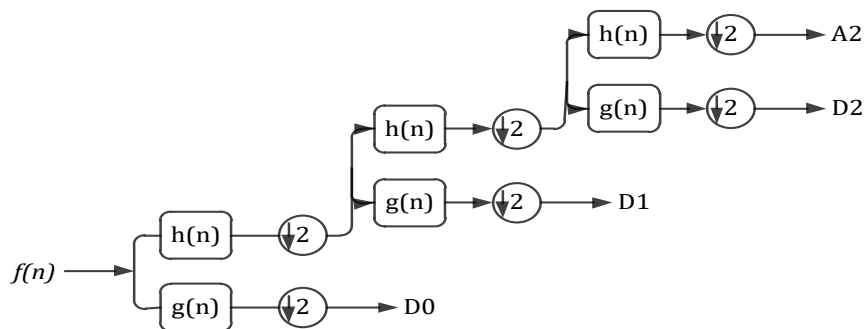 h(n) 2 A2
g(n) 2 D2
h(n) 2
g(n) 2 D1
h(n) 2
f(n)
g(n) 2 D0